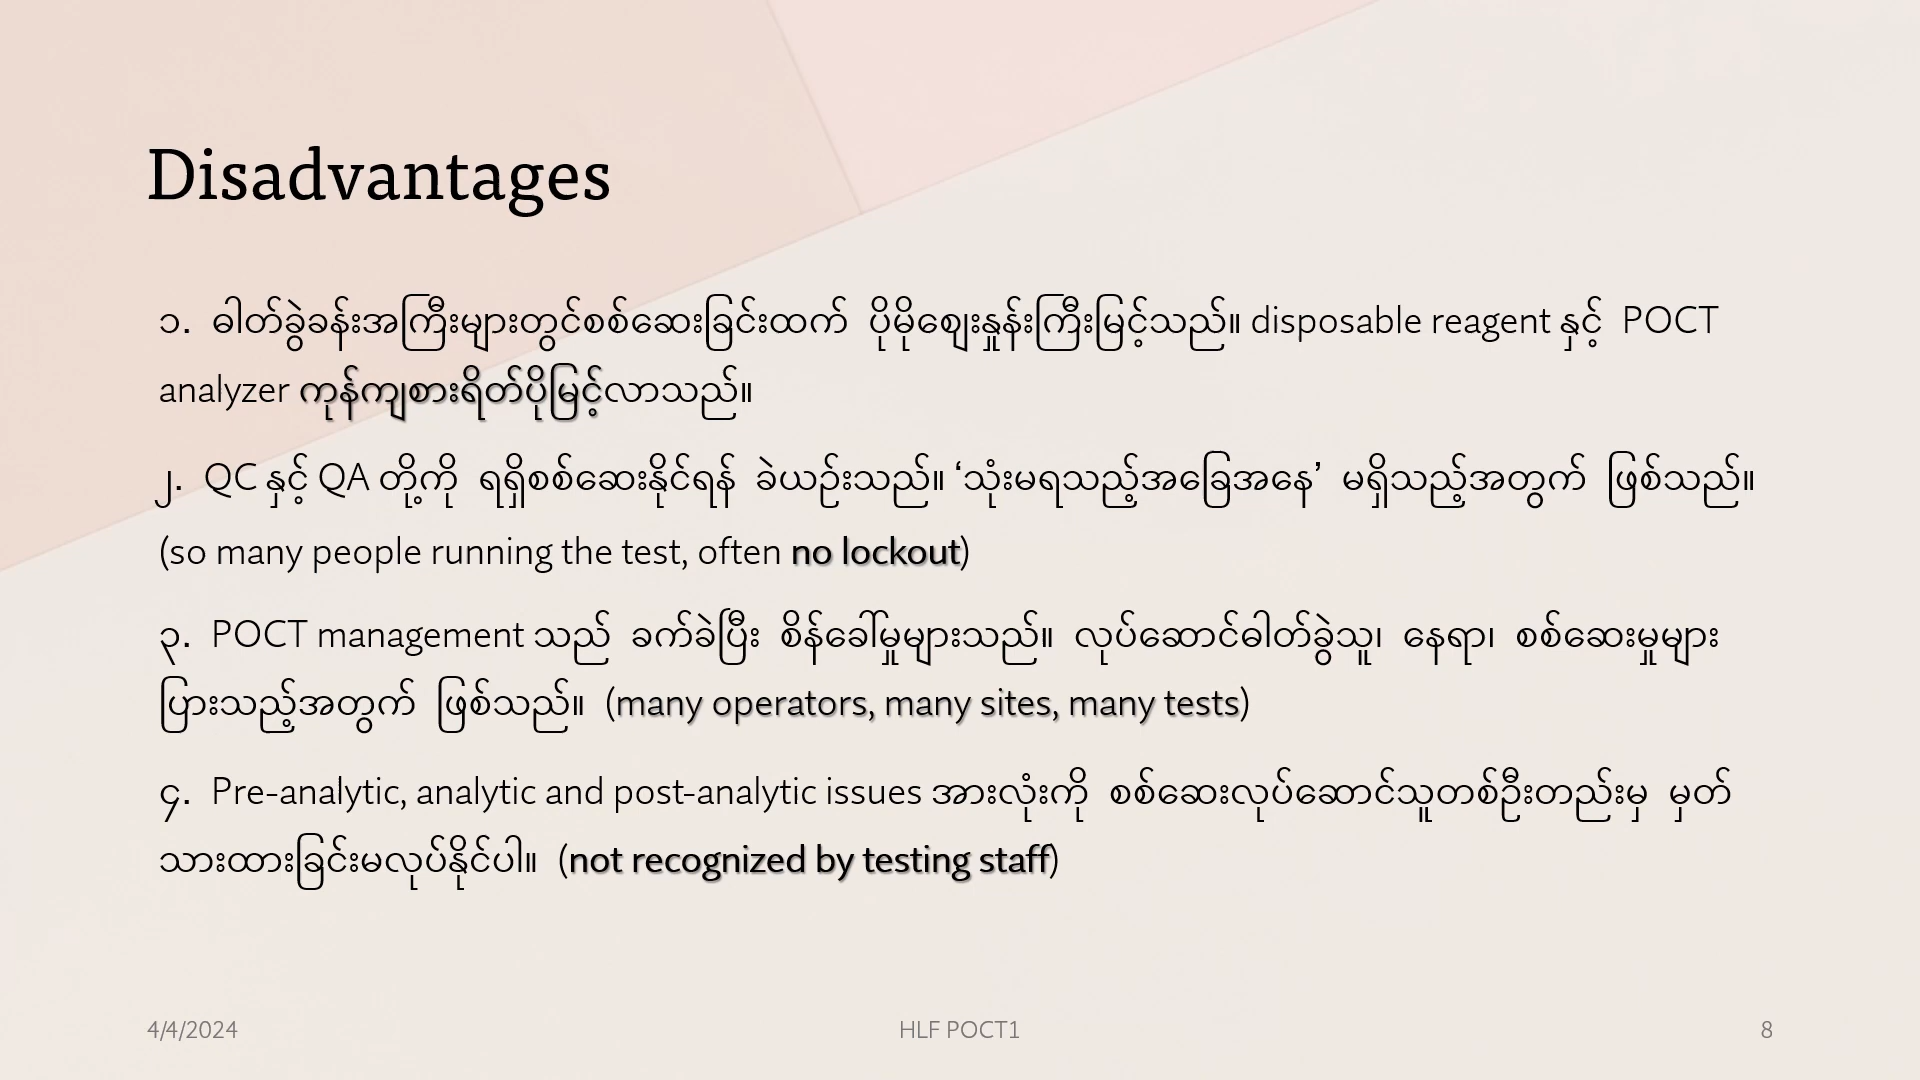 Disadvantages
၁. ဓါတ်ခွဲခန်းအကြီးများတွင်စစ်ဆေးခြင်းထက် ပိုမိုဈေးနှုန်းကြီးမြင့်သည်။ disposable reagent နှင့် POCT
analyzer ကုန်ကျစားရိတ်ပိုမြင့်လာသည်။
၂. QC နှင့် QA တို့ကို ရရှိစစ်ဆေးနိုင်ရန် ခဲယဉ်းသည်။ ‘သုံးမရသည့်အခြေအနေ’ မရှိသည့်အတွက် ဖြစ်သည်။
(so many people running the test, often no lockout)
၃. POCT management သည် ခက်ခဲပြီး စိန်ခေါ်မှုများသည်။ လုပ်ဆောင်ဓါတ်ခွဲသူ၊ နေရာ၊ စစ်ဆေးမှုများ
ပြားသည့်အတွက် ဖြစ်သည်။ (many operators, many sites, many tests)
၄. Pre-analytic, analytic and post-analytic issues အားလုံးကို စစ်ဆေးလုပ်ဆောင်သူတစ်ဦးတည်းမှ မှတ်
သားထားခြင်းမလုပ်နိုင်ပါ။ (not recognized by testing staff)
4/4/2024
HLF POCT1
8